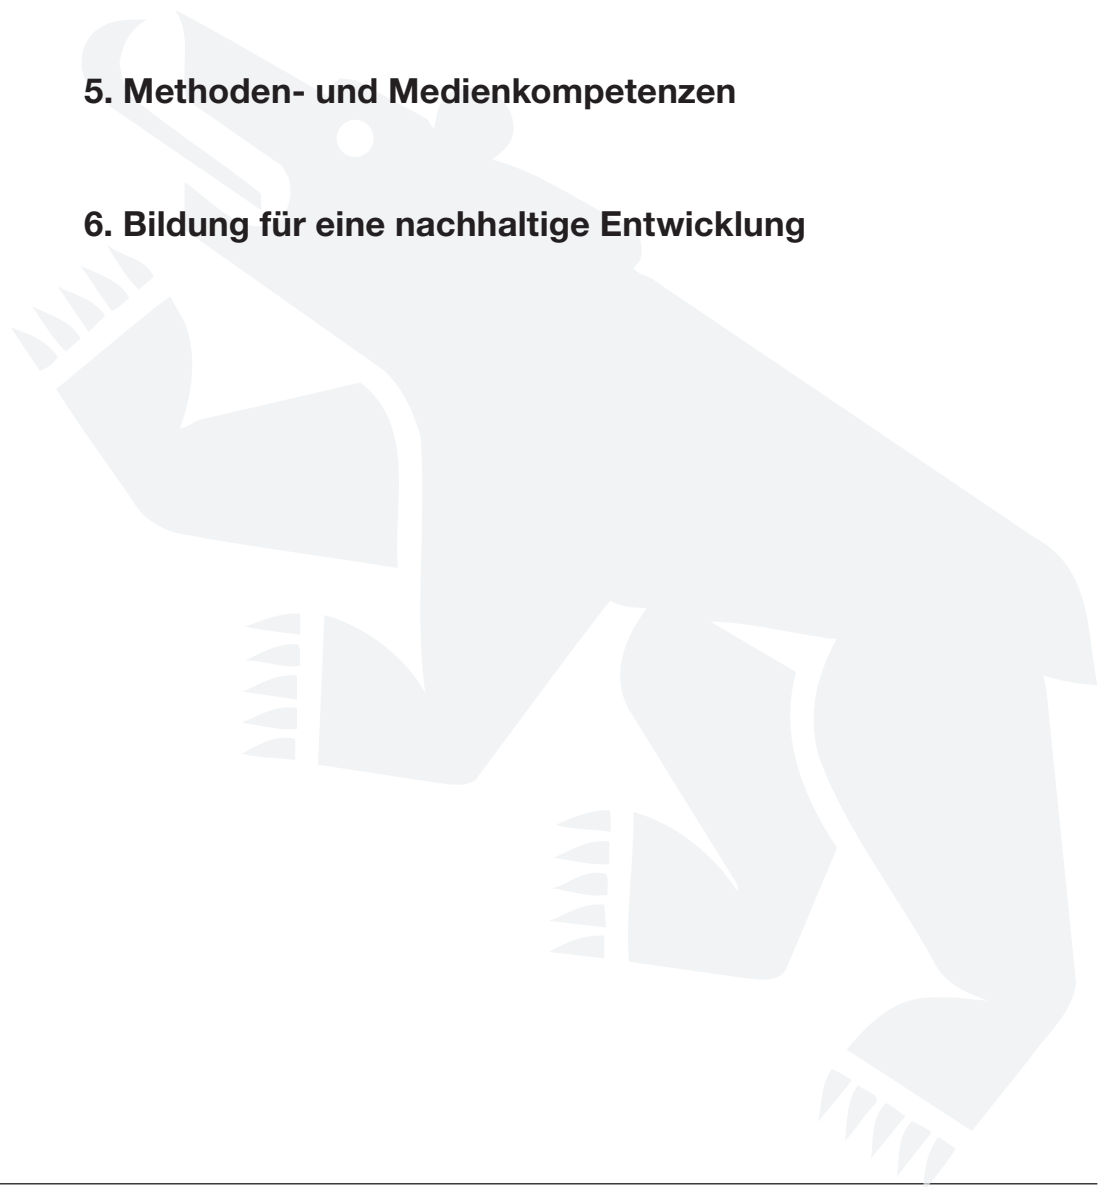 5. Methoden- und Medienkompetenzen
6. Bildung für eine nachhaltige Entwicklung